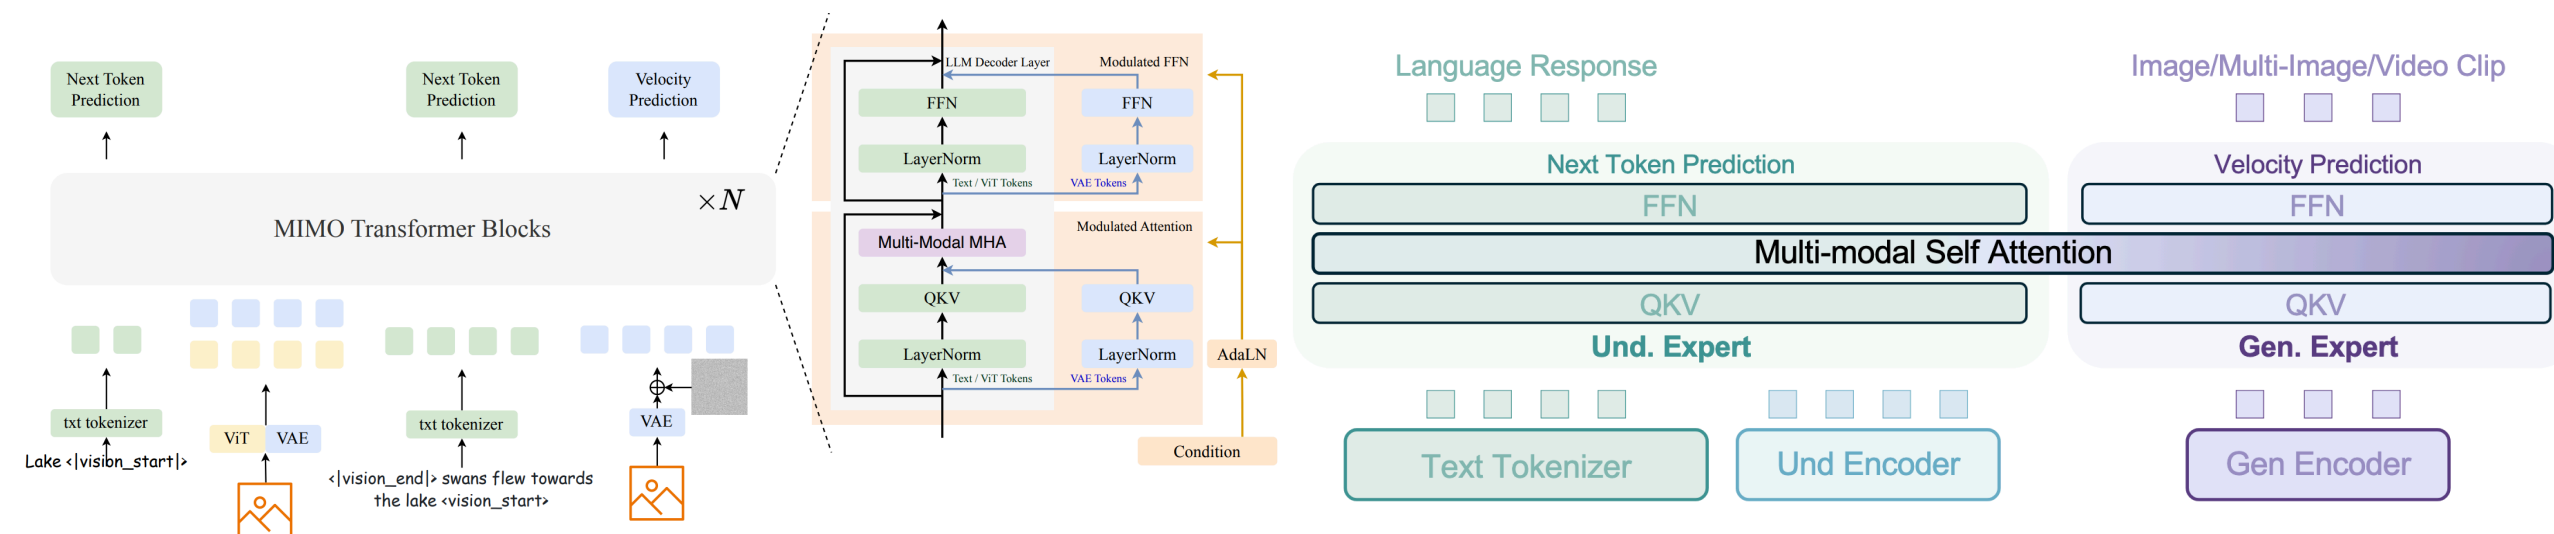 Next Token
Prediction
Next Token
Prediction
Velocity
Prediction
MIMO Transformer Blocks
×N
txt tokenizer
Lake <|vision_start|>
ViT
VAE
txt tokenizer
<|vision_end|> swans flew towards
the lake <vision_start>
VAE
LLM Decoder Layer
Modulated FFN
FFN
FFN
LayerNorm
LayerNorm
Text / ViT Tokens
VAE Tokens
Modulated Attention
Multi-Modal MHA
QKV
QKV
LayerNorm
LayerNorm
AdaLN
Text / ViT Tokens
VAE Tokens
Condition
Language Response
Next Token Prediction
FFN
Image/Multi-Image/Video Clip
Velocity Prediction
FFN
Multi-modal Self Attention
QKV
QKV
Und. Expert
Gen. Expert
Text Tokenizer
Und Encoder
Gen Encoder